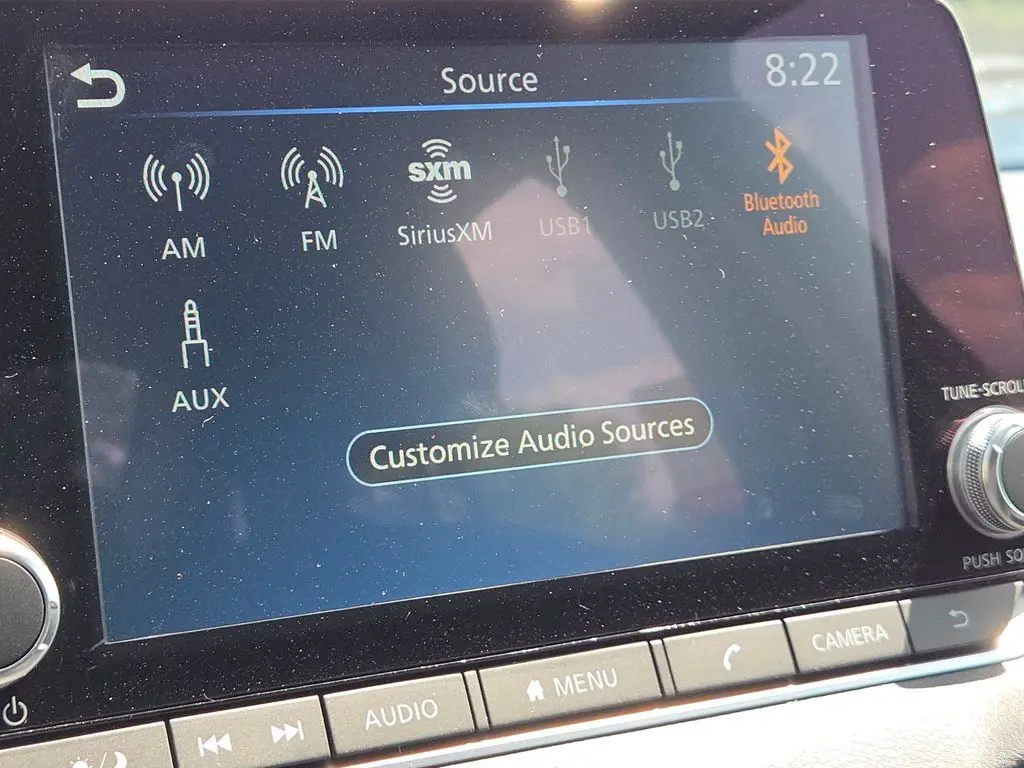 Source
8:22
sxm
AM
FM
SiriusXM
USB1
USB2
Bluetooth
Audio
AUX
Customize Audio Sources
TUNE·SCROLL
PUSH SO
AUDIO
MENU
CAMERA